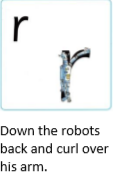 r
r
Down the robots
back and curl over
his arm.